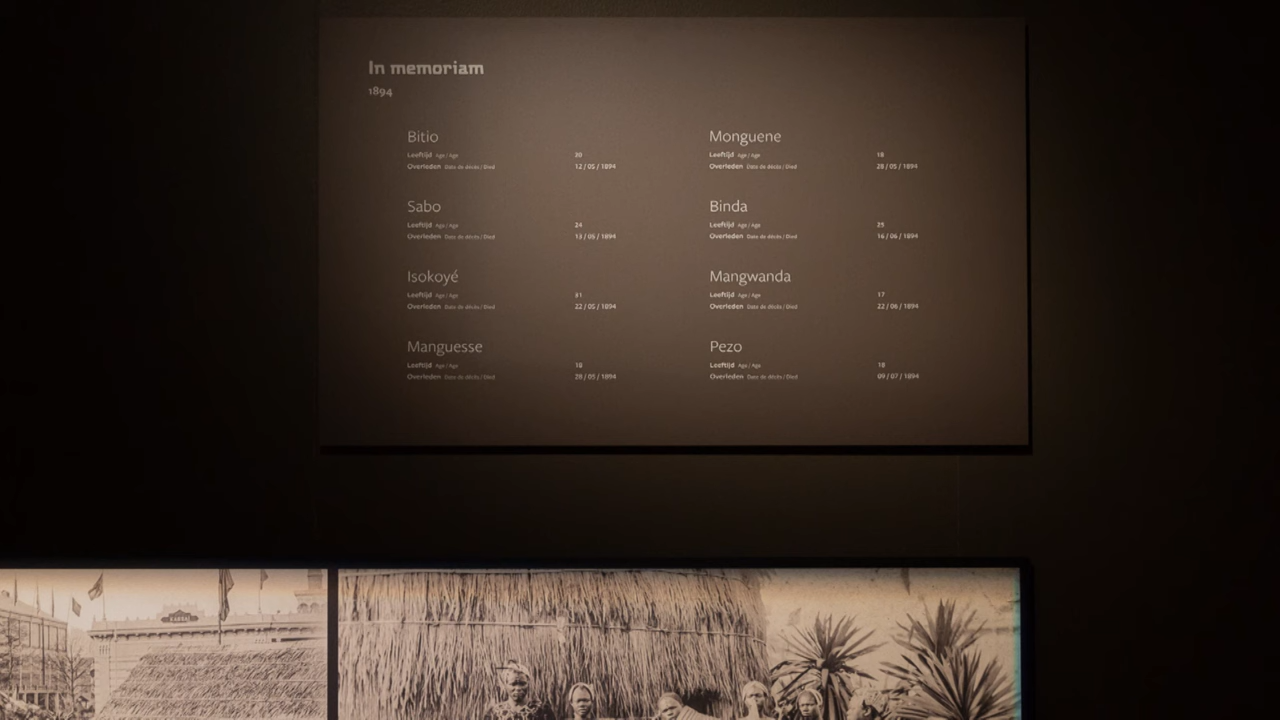 In memoriam
1894
Bitio
Leeftijd Age / Age 20
Overleden Date de décès / Died 12 / 05 / 1894
Sabo
Leeftijd Age / Age 24
Overleden Date de décès / Died 13 / 05 / 1894
Isokoyé
Leeftijd Age / Age 31
Overleden Date de décès / Died 22 / 05 / 1894
Manguesse
Leeftijd Age / Age 18
Overleden Date de décès / Died 28 / 05 / 1894
Monguene
Leeftijd Age / Age 18
Overleden Date de décès / Died 28 / 05 / 1894
Binda
Leeftijd Age / Age 25
Overleden Date de décès / Died 16 / 06 / 1894
Mangwanda
Leeftijd Age / Age 17
Overleden Date de décès / Died 22 / 06 / 1894
Pezo
Leeftijd Age / Age 18
Overleden Date de décès / Died 09 / 07 / 1894